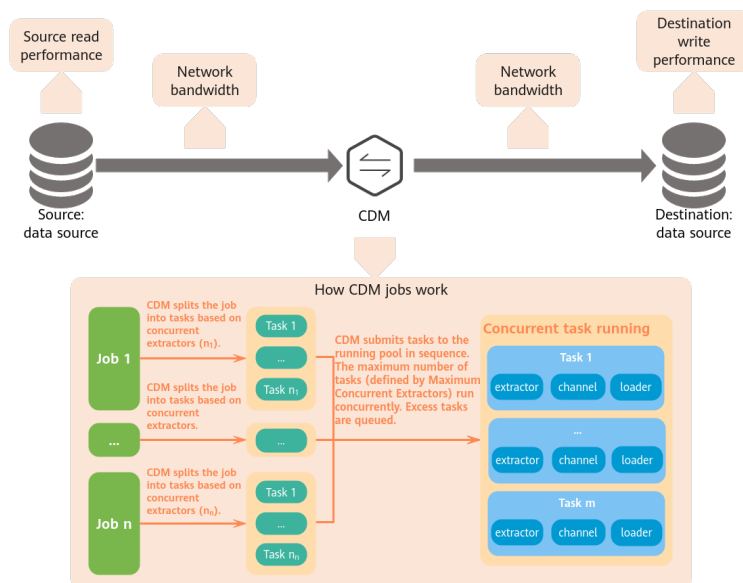 Source read
performance
Network
bandwidth
Network
bandwidth
Destination
write
performance
Source:
data source
CDM
Destination:
data source
How CDM jobs work
Job 1
CDM splits the job
into tasks based on
concurrent
extractors (n₁).
Task 1
...
Task n₁
...
CDM splits the job
into tasks based on
concurrent
extractors.
...
Job n
CDM splits the job
into tasks based on
concurrent
extractors (nₙ).
Task 1
...
Task nₙ
CDM submits tasks to the
running pool in sequence.
The maximum number of
tasks (defined by Maximum
Concurrent Extractors) run
concurrently. Excess tasks
are queued.
Concurrent task running
Task 1
extractor channel loader
...
extractor channel loader
Task m
extractor channel loader